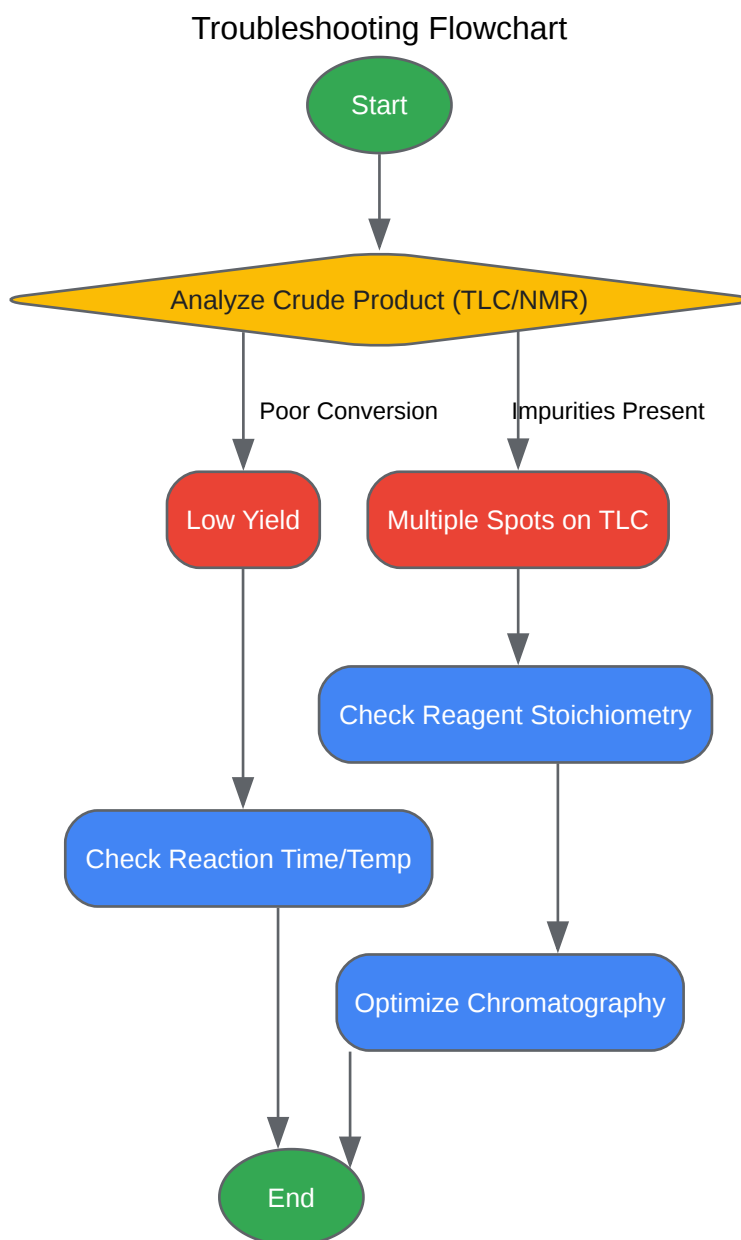 Troubleshooting Flowchart
Start
Analyze Crude Product (TLC/NMR)
Poor Conversion
Impurities Present
Low Yield
Multiple Spots on TLC
Check Reagent Stoichiometry
Check Reaction Time/Temp
Optimize Chromatography
End